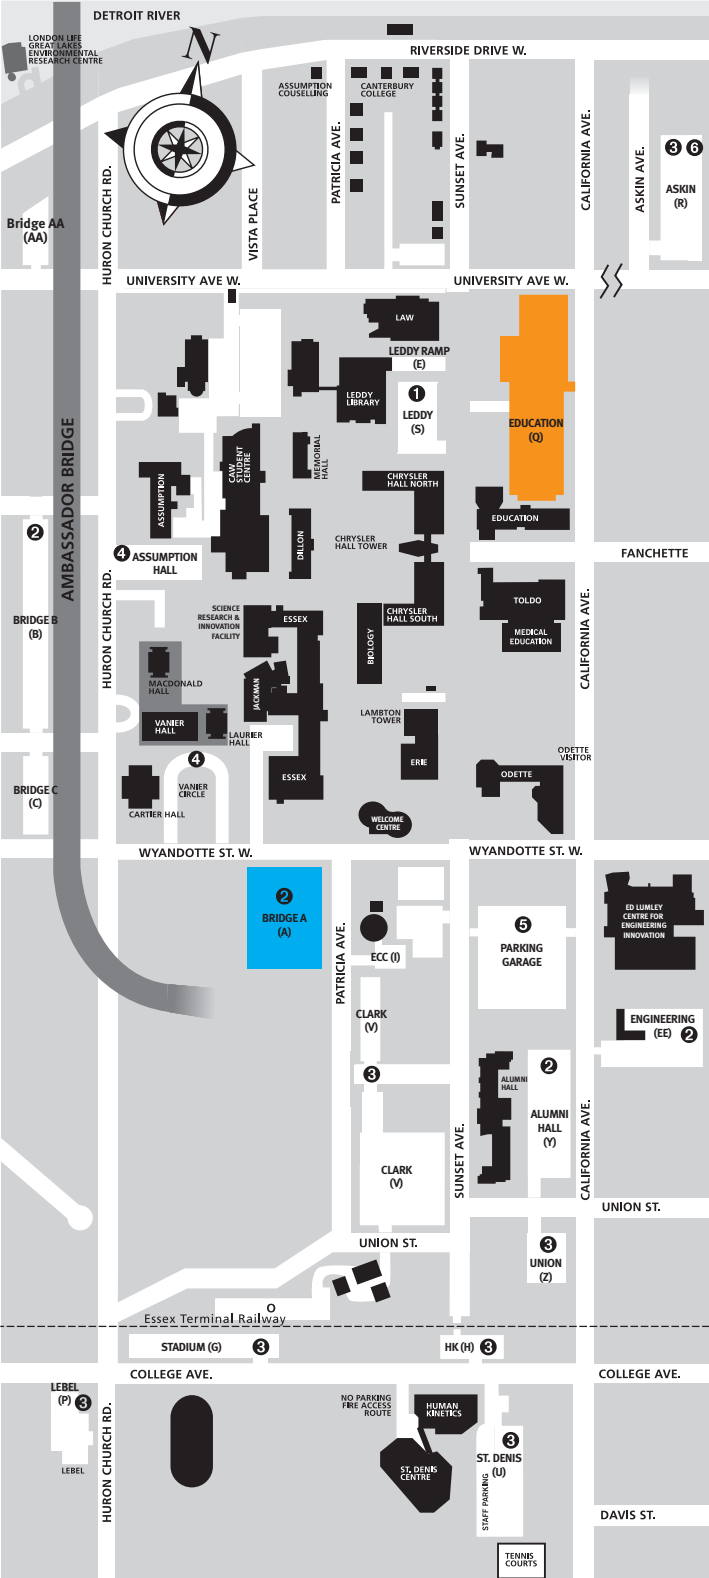 DETROIT RIVER
LONDON LIFE
GREAT LAKES
ENVIRONMENTAL
RESEARCH CENTRE
N
RIVERSIDE DRIVE W.
ASSUMPTION
COUSELLING
CANTERBURY
COLLEGE
HURON CHURCH RD.
VISTA PLACE
PATRICIA AVE.
SUNSET AVE.
CALIFORNIA AVE.
ASKIN AVE.
3 6
ASKIN
(R)
Bridge AA
(AA)
UNIVERSITY AVE W.
UNIVERSITY AVE W.
LAW
LEDDY RAMP
(E)
LEDDY
LIBRARY
1
LEDDY
(S)
EDUCATION
(Q)
AMBASSADOR BRIDGE
CAW
STUDENT
CENTRE
MEMORIAL
HALL
CHRYSLER
HALL NORTH
ASSUMPTION
EDUCATION
2
DILLON
CHRYSLER
HALL TOWER
4 ASSUMPTION
HALL
FANCHETTE
HURON CHURCH RD.
CALIFORNIA AVE.
BRIDGE B
(B)
SCIENCE
RESEARCH &
INNOVATION
FACILITY
ESSEX
CHRYSLER
HALL SOUTH
BIOLOGY
TOLDO
MEDICAL
EDUCATION
MACDONALD
HALL
JACKMAN
VANIER
HALL
LAURIER
HALL
LAMBTON
TOWER
ERIE
ODETTE
VISITOR
ODETTE
4
VANIER
CIRCLE
ESSEX
BRIDGE C
(C)
CARTIER HALL
WELCOME
CENTRE
WYANDOTTE ST. W.
WYANDOTTE ST. W.
2
BRIDGE A
(A)
PATRICIA AVE.
ECC (I)
5
PARKING
GARAGE
ED LUMLEY
CENTRE FOR
ENGINEERING
INNOVATION
CLARK
(V)
3
ENGINEERING
(EE) 2
ALUMNI
HALL
2
ALUMNI
HALL
(Y)
SUNSET AVE.
CALIFORNIA AVE.
CLARK
(V)
UNION ST.
UNION ST.
3
UNION
(Z)
O
Essex Terminal Railway
STADIUM (G) 3
HK (H) 3
COLLEGE AVE.
COLLEGE AVE.
LEBEL
(P) 3
LEBEL
HURON CHURCH RD.
NO PARKING
FIRE ACCESS
ROUTE
HUMAN
KINETICS
ST. DENIS
CENTRE
3
ST. DENIS
(U)
STAFF PARKING
DAVIS ST.
TENNIS
COURTS